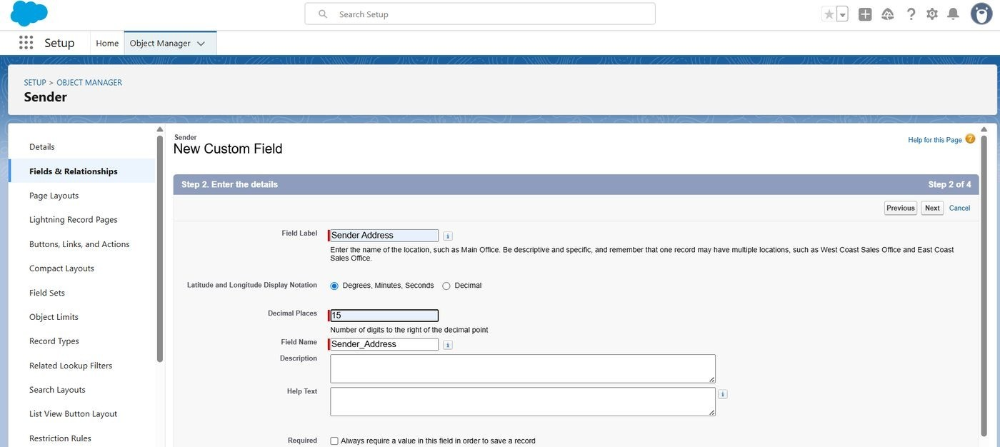 Search Setup
Setup
Home
Object Manager
SETUP > OBJECT MANAGER
Sender
Details
Fields & Relationships
Page Layouts
Lightning Record Pages
Buttons, Links, and Actions
Compact Layouts
Field Sets
Object Limits
Record Types
Related Lookup Filters
Search Layouts
List View Button Layout
Restriction Rules
Sender
New Custom Field
Help for this Page ?
Step 2. Enter the details
Step 2 of 4
Previous
Next
Cancel
Field Label
Sender Address
i
Enter the name of the location, such as Main Office. Be descriptive and specific, and remember that one record may have multiple locations, such as West Coast Sales Office and East Coast
Sales Office.
Latitude and Longitude Display Notation
Degrees, Minutes, Seconds
Decimal
Decimal Places
15
Number of digits to the right of the decimal point
Field Name
Sender_Address
i
Description
Help Text
i
Required
Always require a value in this field in order to save a record